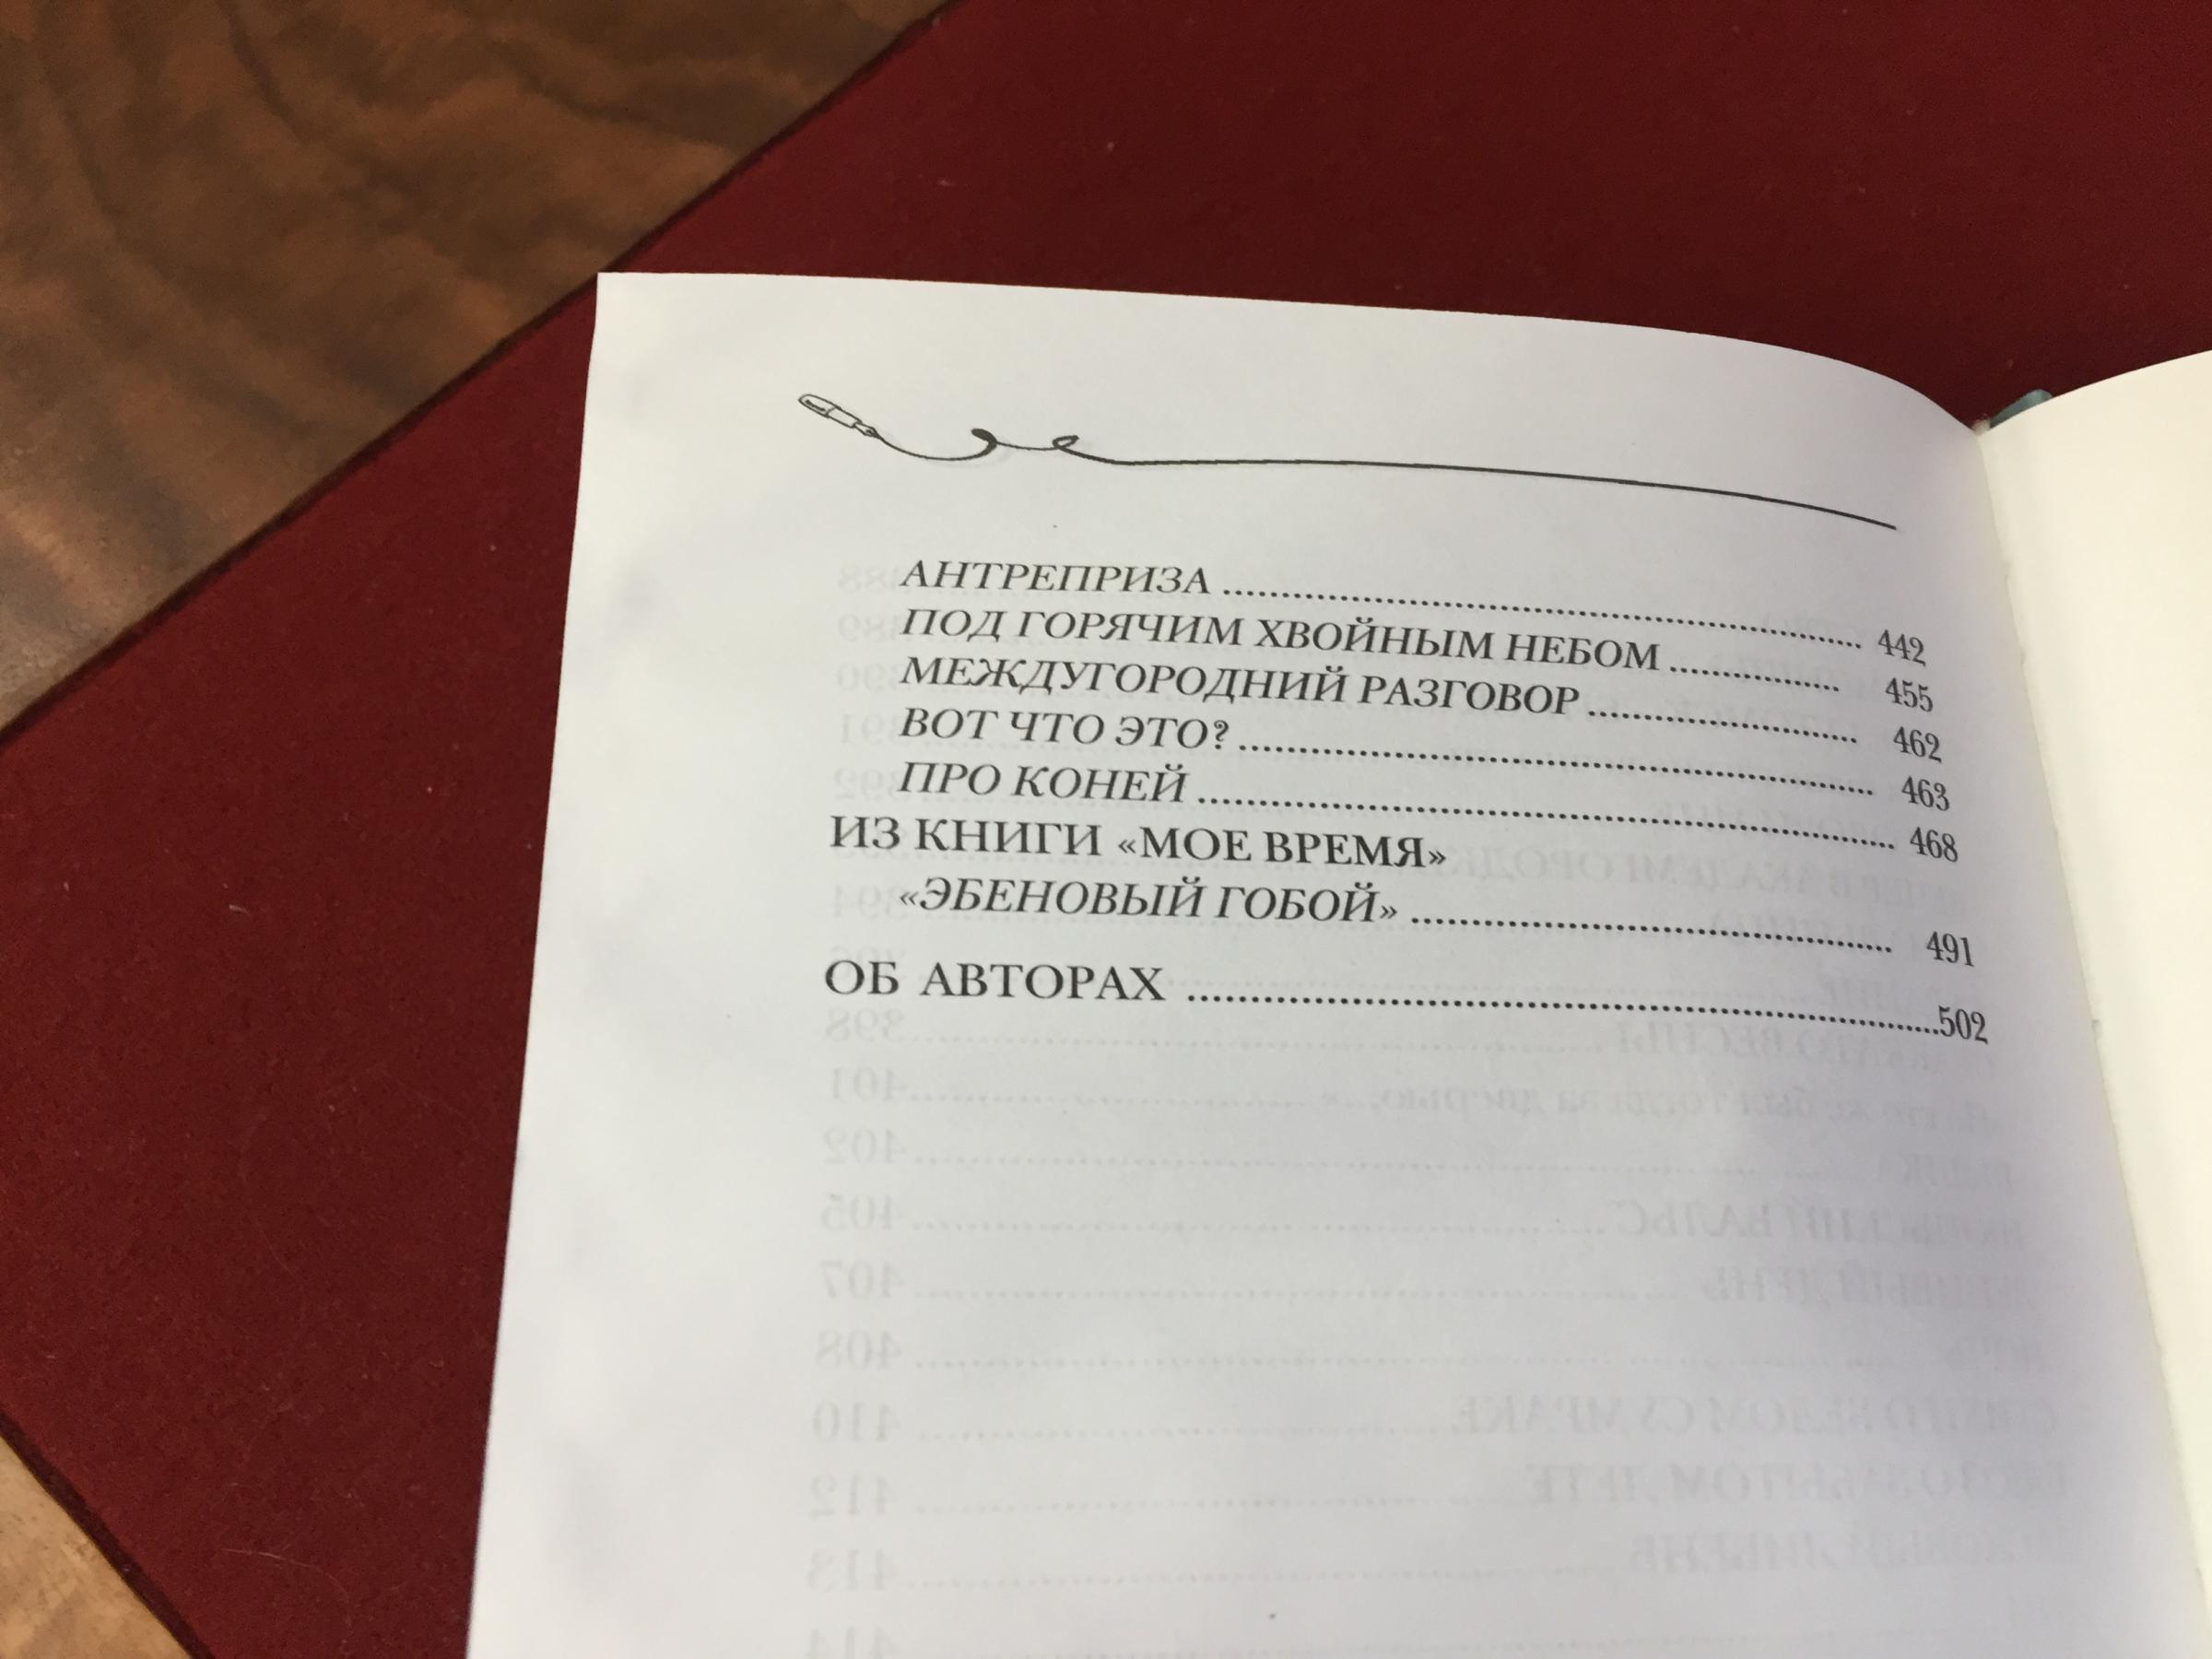 АНТРЕПРИЗА ........ 442
ПОД ГОРЯЧИМ ХВОЙНЫМ НЕБОМ ........ 455
МЕЖДУГОРОДНИЙ РАЗГОВОР ........ 462
ВОТ ЧТО ЭТО? ........ 463
ПРО КОНЕЙ ........ 468
ИЗ КНИГИ «МОЕ ВРЕМЯ»
«ЭБЕНОВЫЙ ГОБОЙ» ........ 491
ОБ АВТОРАХ ........ 502